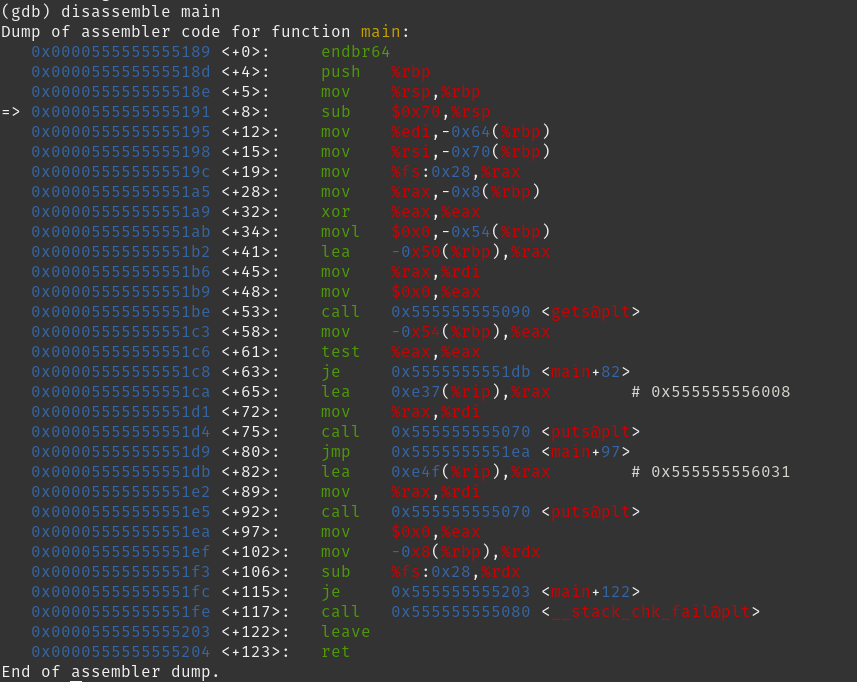 (gdb) disassemble main
Dump of assembler code for function main:
   0x0000555555555189 <+0>:     endbr64
   0x000055555555518d <+4>:     push   %rbp
   0x000055555555518e <+5>:     mov    %rsp,%rbp
=> 0x0000555555555191 <+8>:     sub    $0x70,%rsp
   0x0000555555555195 <+12>:    mov    %edi,-0x64(%rbp)
   0x0000555555555198 <+15>:    mov    %rsi,-0x70(%rbp)
   0x000055555555519c <+19>:    mov    %fs:0x28,%rax
   0x00005555555551a5 <+28>:    mov    %rax,-0x8(%rbp)
   0x00005555555551a9 <+32>:    xor    %eax,%eax
   0x00005555555551ab <+34>:    movl   $0x0,-0x54(%rbp)
   0x00005555555551b2 <+41>:    lea    -0x50(%rbp),%rax
   0x00005555555551b6 <+45>:    mov    %rax,%rdi
   0x00005555555551b9 <+48>:    mov    $0x0,%eax
   0x00005555555551be <+53>:    call   0x555555555090 <gets@plt>
   0x00005555555551c3 <+58>:    mov    -0x54(%rbp),%eax
   0x00005555555551c6 <+61>:    test   %eax,%eax
   0x00005555555551c8 <+63>:    je     0x5555555551db <main+82>
   0x00005555555551ca <+65>:    lea    0xe37(%rip),%rax        # 0x555555556008
   0x00005555555551d1 <+72>:    mov    %rax,%rdi
   0x00005555555551d4 <+75>:    call   0x555555555070 <puts@plt>
   0x00005555555551d9 <+80>:    jmp    0x5555555551ea <main+97>
   0x00005555555551db <+82>:    lea    0xe4f(%rip),%rax        # 0x555555556031
   0x00005555555551e2 <+89>:    mov    %rax,%rdi
   0x00005555555551e5 <+92>:    call   0x555555555070 <puts@plt>
   0x00005555555551ea <+97>:    mov    $0x0,%eax
   0x00005555555551ef <+102>:   mov    -0x8(%rbp),%rdx
   0x00005555555551f3 <+106>:   sub    %fs:0x28,%rdx
   0x00005555555551fc <+115>:   je     0x555555555203 <main+122>
   0x00005555555551fe <+117>:   call   0x555555555080 <__stack_chk_fail@plt>
   0x0000555555555203 <+122>:   leave
   0x0000555555555204 <+123>:   ret
End of assembler dump.